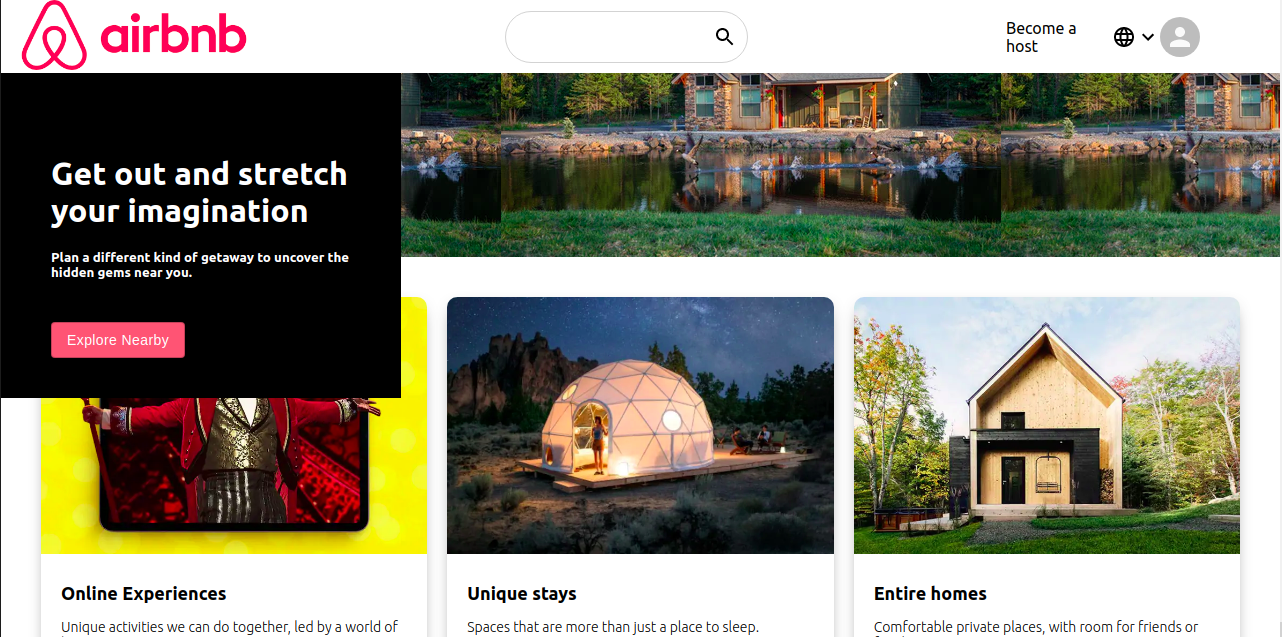 airbnb
Become a
host
Get out and stretch
your imagination
Plan a different kind of getaway to uncover the
hidden gems near you.
Explore Nearby
Online Experiences
Unique activities we can do together, led by a world of
Unique stays
Spaces that are more than just a place to sleep.
Entire homes
Comfortable private places, with room for friends or